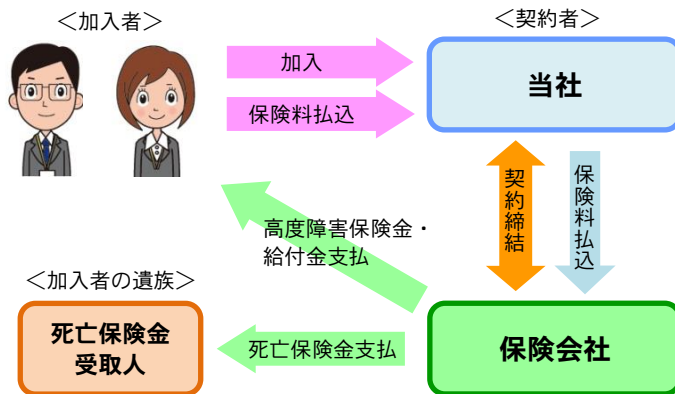 ＜加入者＞
＜契約者＞
加入
保険料払込
当社
契約締結
保険料払込
高度障害保険金・
給付金支払
＜加入者の遺族＞
死亡保険金
受取人
死亡保険金支払
保険会社